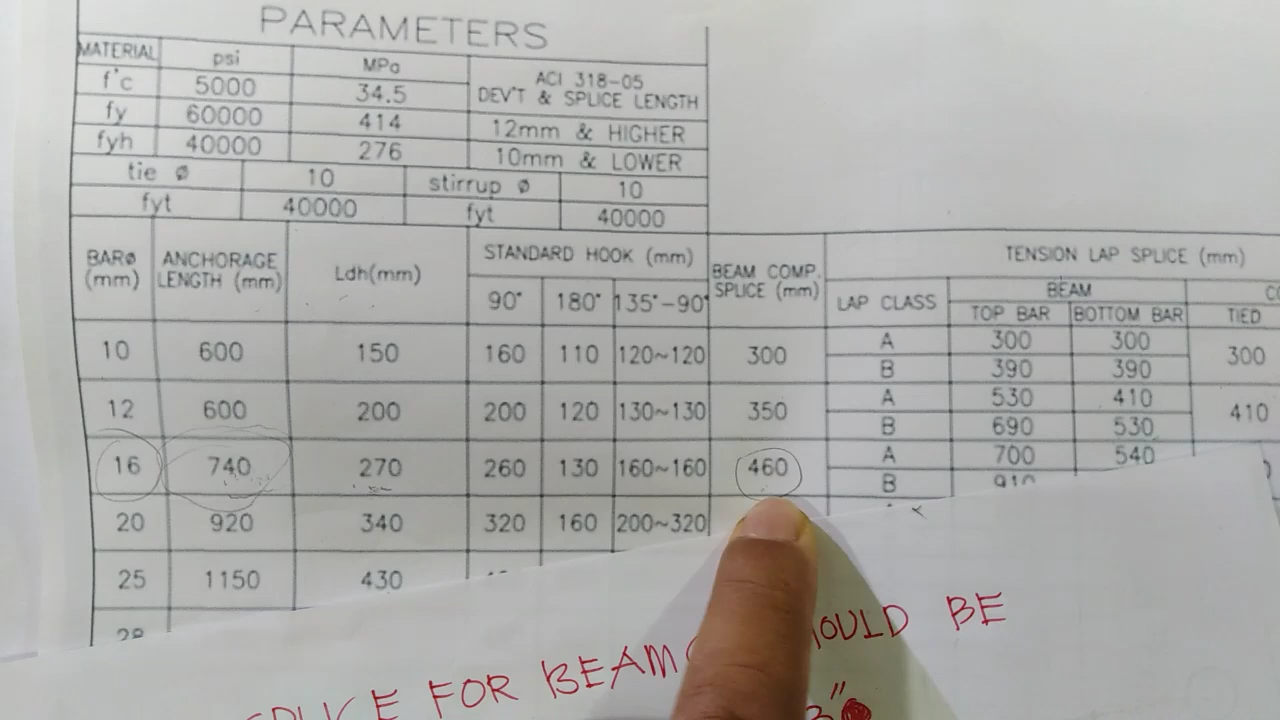 PARAMETERS
MATERIAL psi MPa ACI 318-05
DEV'T & SPLICE LENGTH
f'c 5000 34.5
fy 60000 414 12mm & HIGHER
fyh 40000 276 10mm & LOWER
tie ø 10 stirrup ø 10
fyt 40000 fyt 40000
BARø (mm) ANCHORAGE LENGTH (mm) Ldh(mm) STANDARD HOOK (mm) BEAM COMP. SPLICE (mm) TENSION LAP SPLICE (mm)
90° 180° 135°-90° LAP CLASS BEAM
TOP BAR BOTTOM BAR TIED
10 600 150 160 110 120~120 300 A 300 300 300
B 390 390
12 600 200 200 120 130~130 350 A 530 410 410
B 690 530
16 740 270 260 130 160~160 460 A 700 540
B 910
20 920 340 320 160 200~320
25 1150 430
28
SPLICE FOR BEAM OULD BE
3"